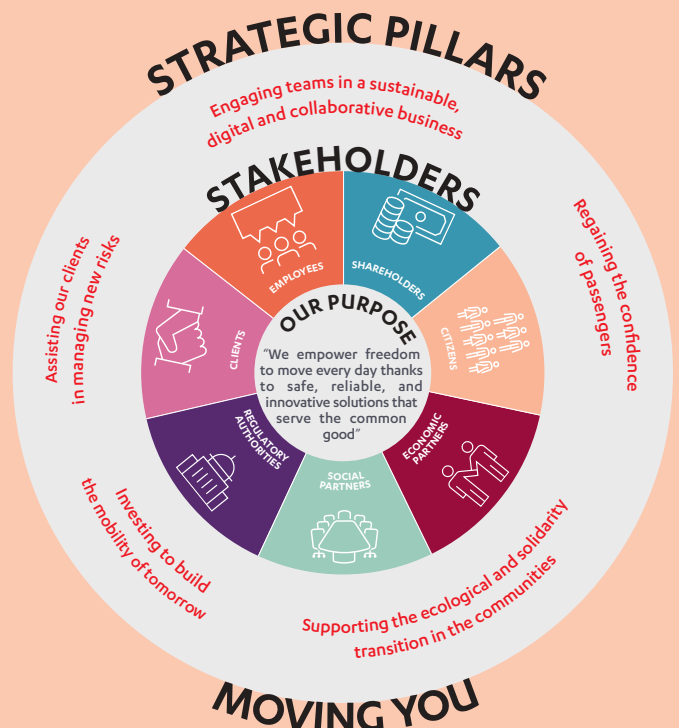 STRATEGIC PILLARS
Engaging teams in a sustainable,
digital and collaborative business
Regaining the confidence
of passengers
Supporting the ecological and solidarity
transition in the communities
Investing to build
the mobility of tomorrow
Assisting our clients
in managing new risks
STAKEHOLDERS
EMPLOYEES
SHAREHOLDERS
CITIZENS
ECONOMIC
PARTNERS
SOCIAL
PARTNERS
REGULATORY
AUTHORITIES
CLIENTS
OUR PURPOSE
“We empower freedom
to move every day thanks
to safe, reliable, and
innovative solutions that
serve the common
good”
MOVING YOU